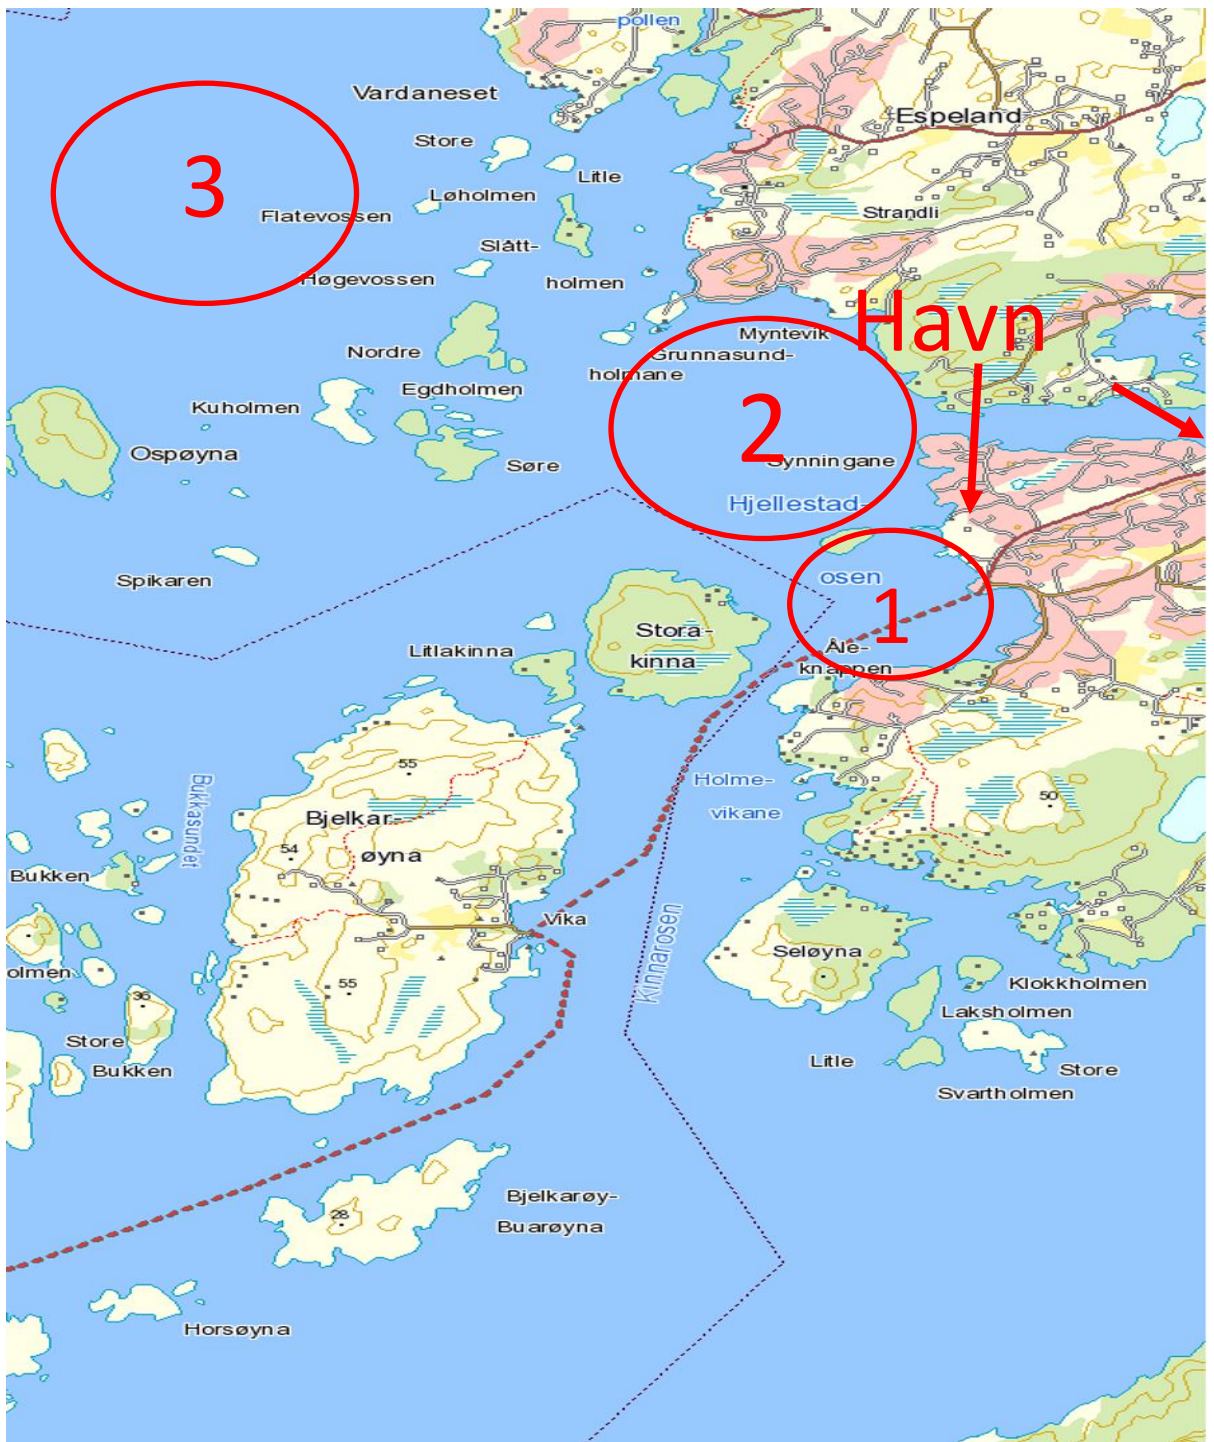 pollen
Vardaneset
Espeland
Store
Litle
3
Løholmen
Flatevossen
Strandli
Slått-
holmen
Høgevossen
Havn
Myntevik
Nordre
Grunnasund-
holmane
Egdholmen
Kuholmen
2
Ospøyna
Søre
Synningane
Hjellestad-
osen
Spikaren
1
Stora-
kinna
Litlakinna
Åle-
knappen
55
Holme-
vikane
50
Bukkasundet
Bjelkar-
øyna
54
Bukken
Vika
Kinnarosen
Seløyna
olmen
55
Klokkholmen
36
Laksholmen
Store
Bukken
Litle
Store
Svartholmen
Bjelkarøy-
Buarøyna
28
Horsøyna